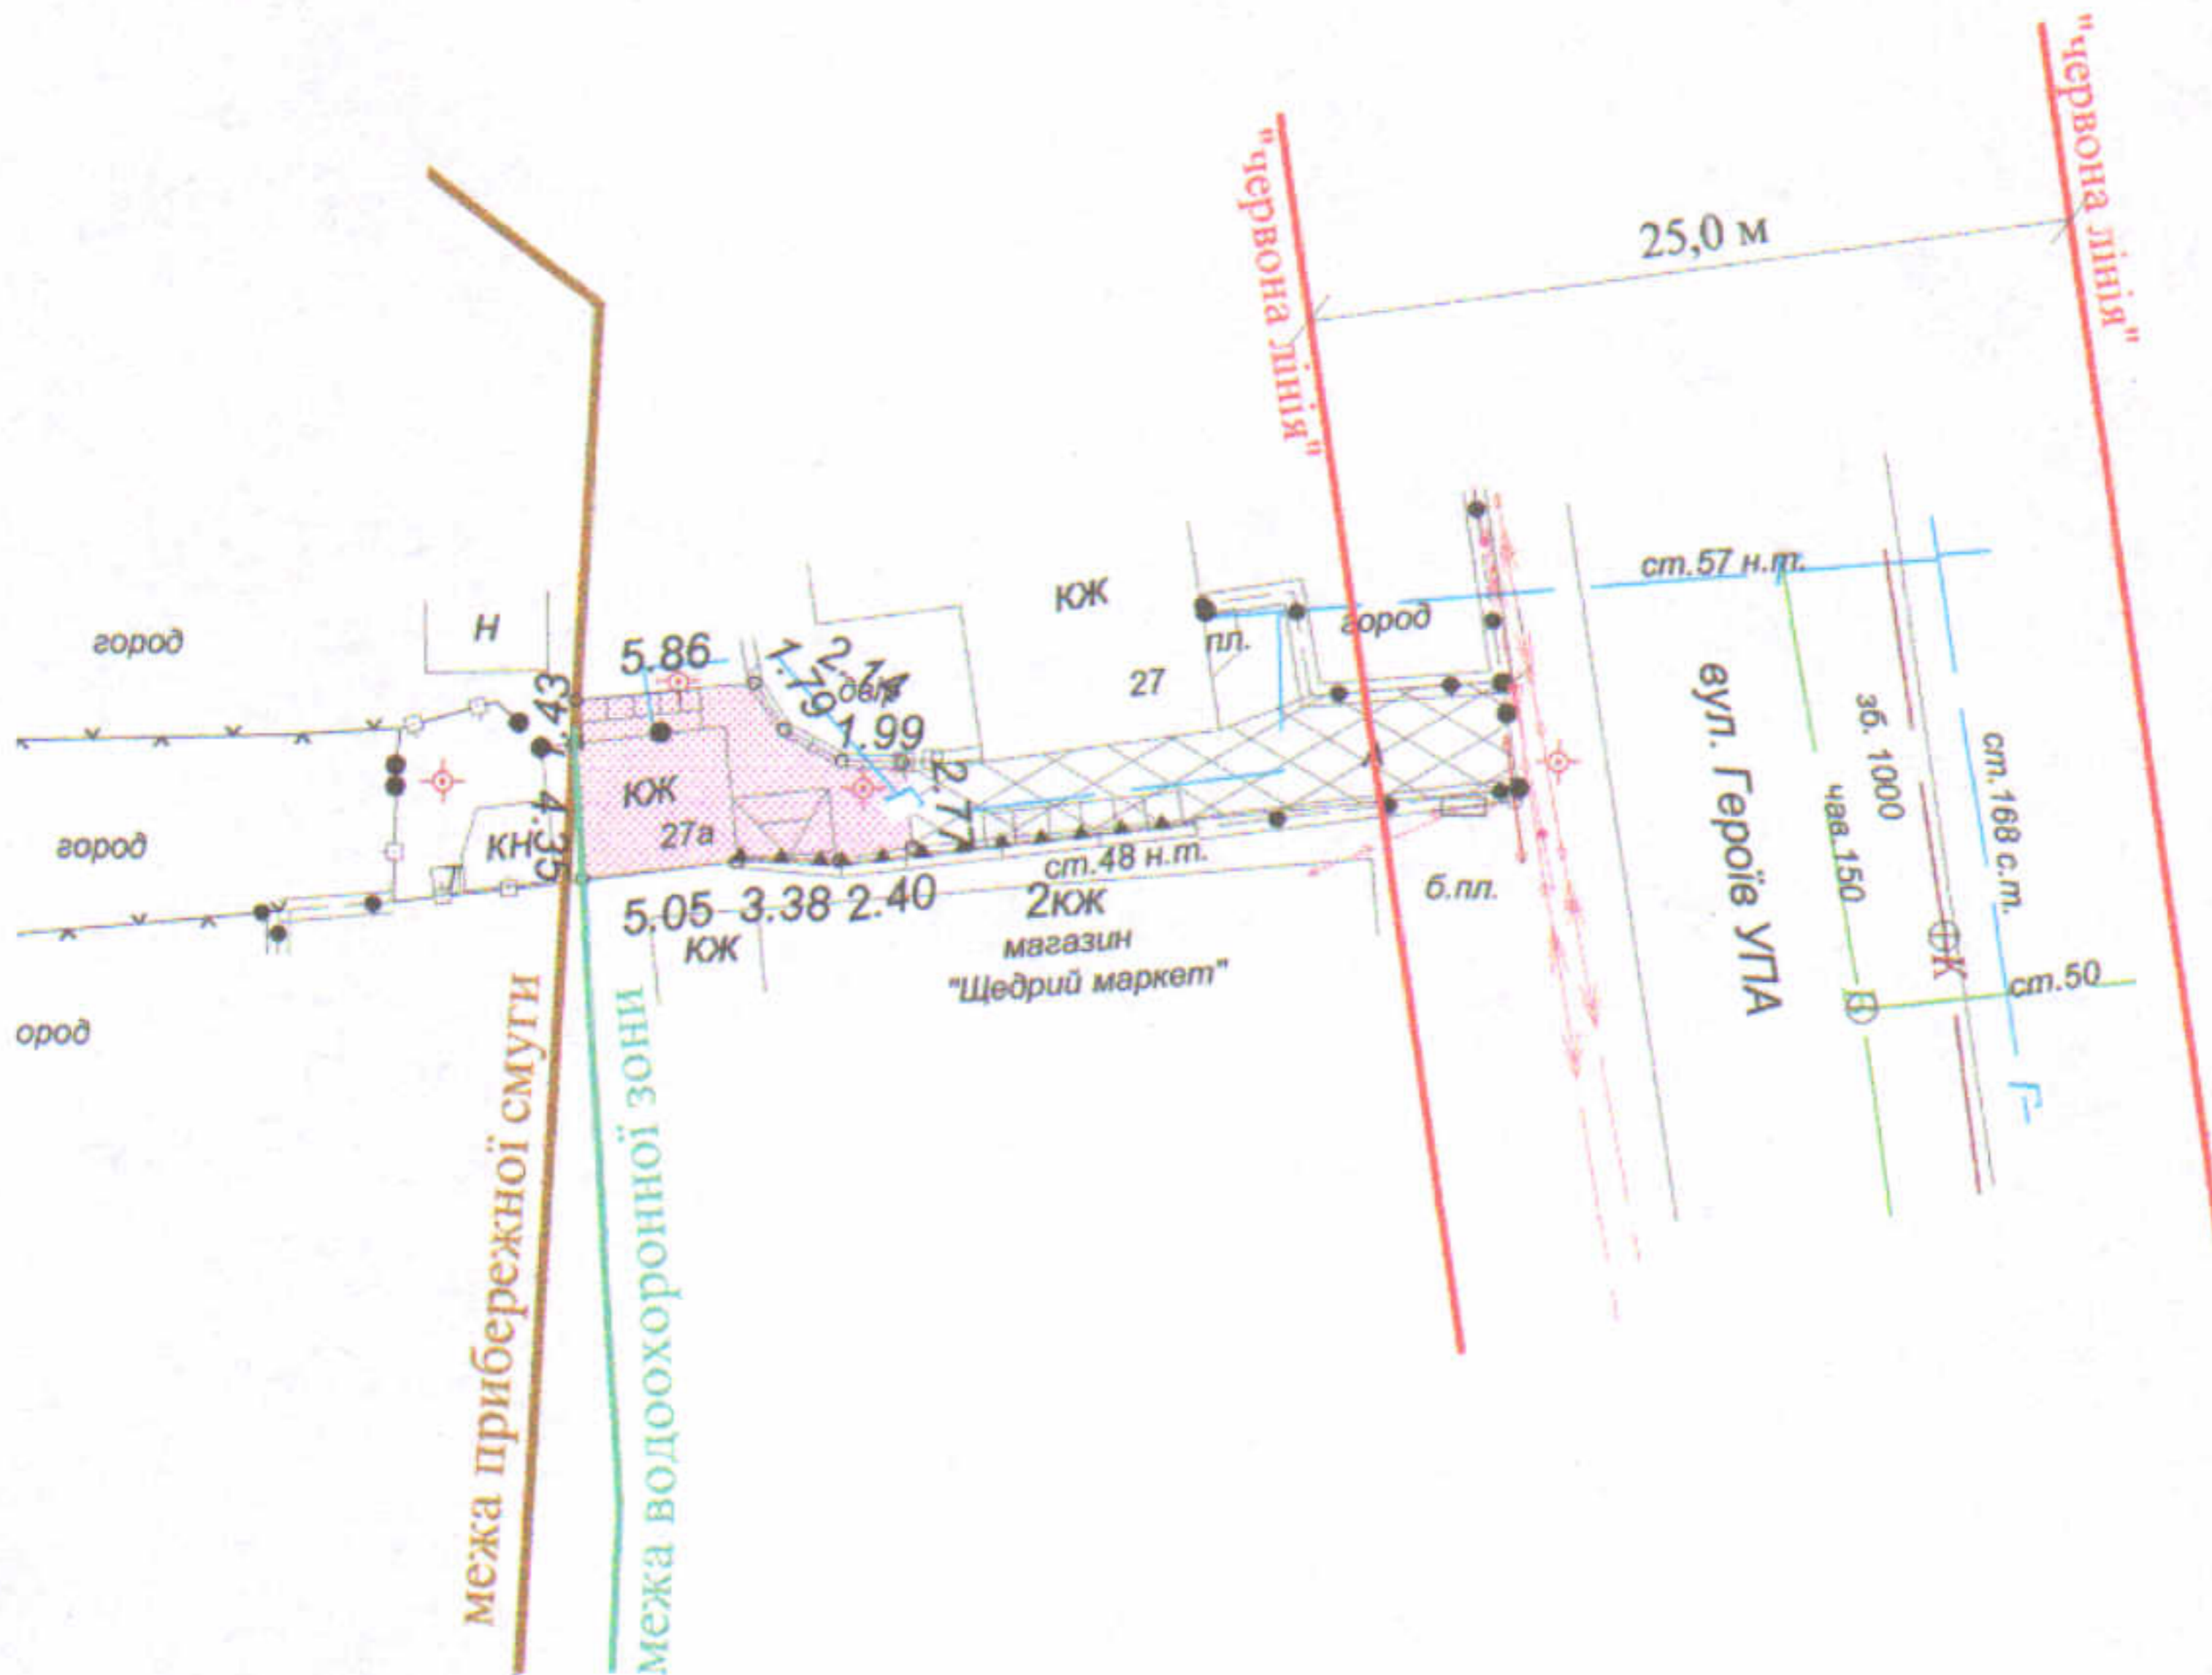 "червона лінія"
"червона лінія"
25,0 м
ст.57 н.т.
КЖ
город
пл.
27
Н
город
5.86
1.79
2.14
1.99
1.43
4.35
2.77
КЖ
27а
КН
город
ст.48 н.т.
5.05
3.38
2.40
2КЖ
КЖ
магазин
"Щедрий маркет"
б.пл.
ород
вул. Героїв УПА
зб. 1000
чав.150
ст.168 с.т.
К
ст.50
Г
межа прибережної смуги
межа водоохоронної зони